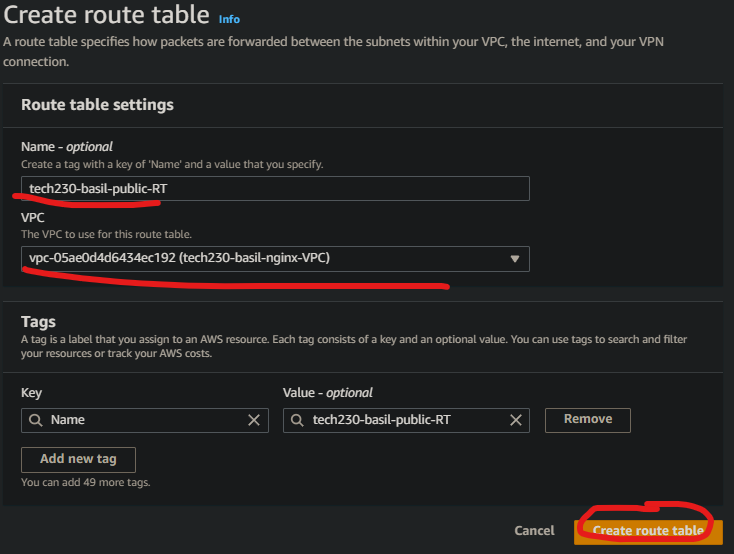 Create route table Info
A route table specifies how packets are forwarded between the subnets within your VPC, the internet, and your VPN
connection.
Route table settings
Name - optional
Create a tag with a key of 'Name' and a value that you specify.
tech230-basil-public-RT
VPC
The VPC to use for this route table.
vpc-05ae0d4d6434ec192 (tech230-basil-nginx-VPC)
Tags
A tag is a label that you assign to an AWS resource. Each tag consists of a key and an optional value. You can use tags to search and filter
your resources or track your AWS costs.
Key Value - optional
Name tech230-basil-public-RT Remove
Add new tag
You can add 49 more tags.
Cancel Create route table